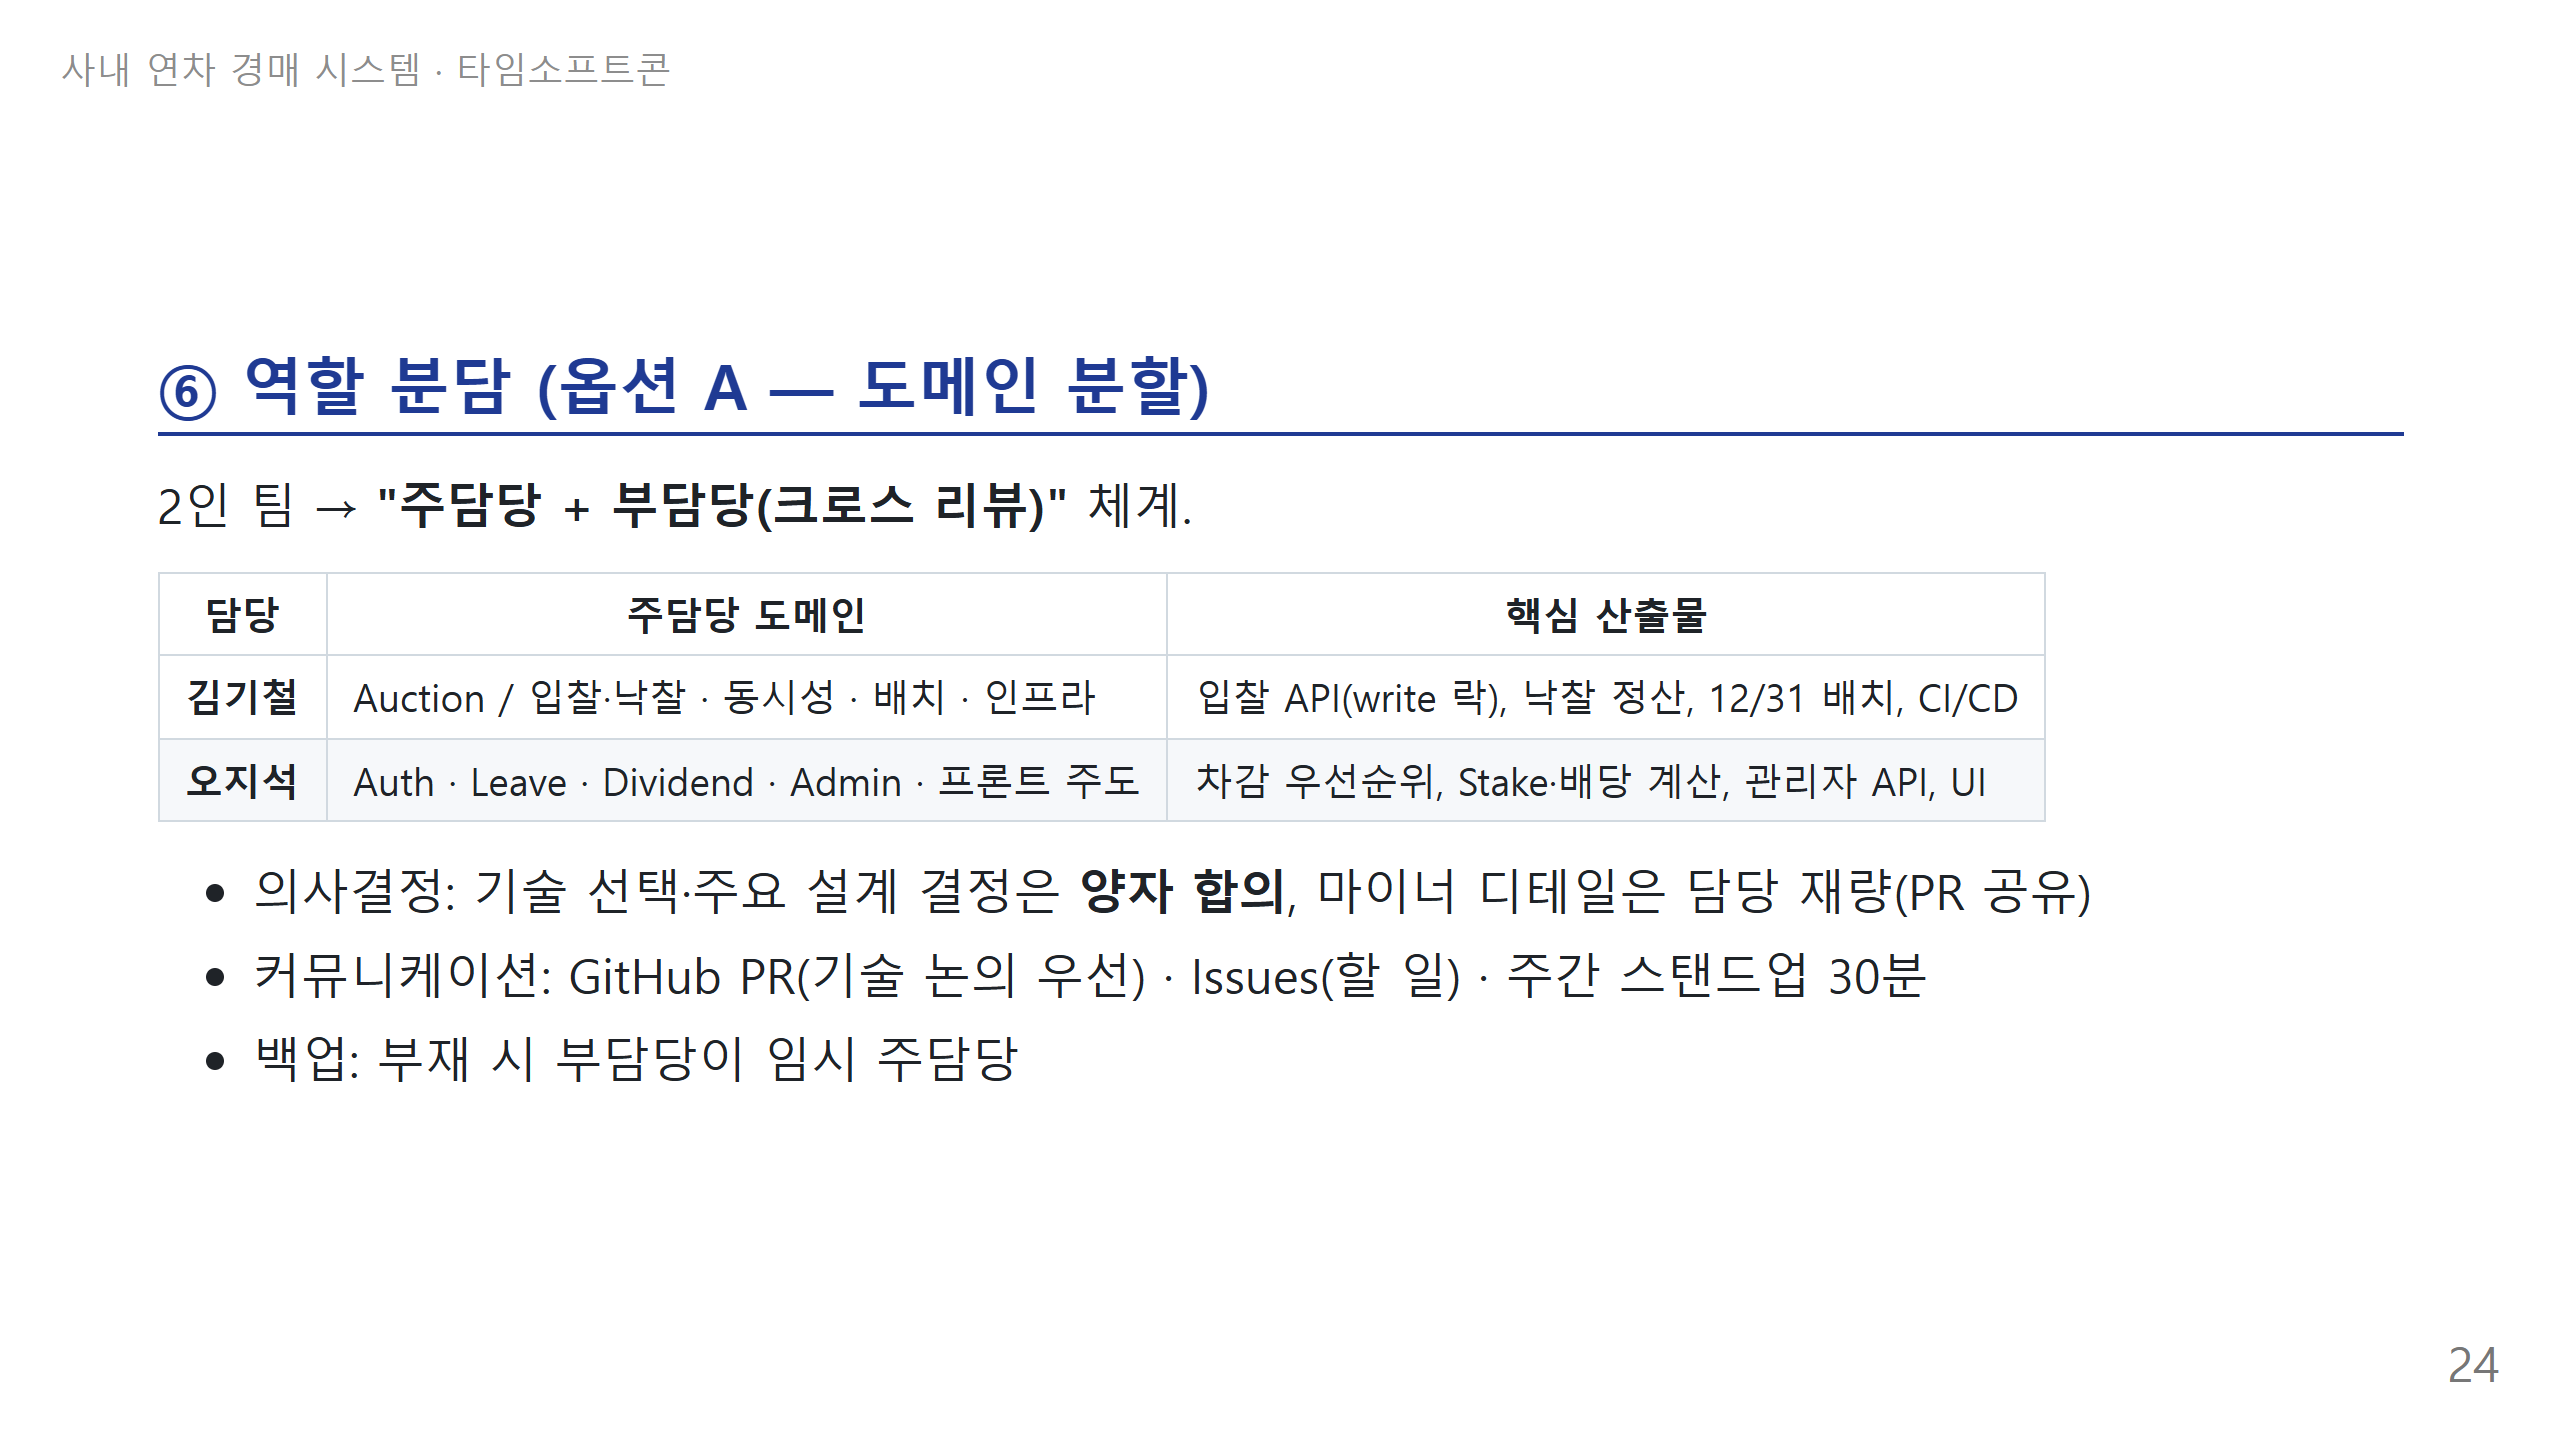 사내 연차 경매 시스템 · 타임소프트콘
⑥ 역할 분담 (옵션 A — 도메인 분할)
2인 팀 → "주담당 + 부담당(크로스 리뷰)" 체계.
담당 주담당 도메인 핵심 산출물
김기철 Auction / 입찰·낙찰 · 동시성 · 배치 · 인프라 입찰 API(write 락), 낙찰 정산, 12/31 배치, CI/CD
오지석 Auth · Leave · Dividend · Admin · 프론트 주도 차감 우선순위, Stake·배당 계산, 관리자 API, UI
● 의사결정: 기술 선택·주요 설계 결정은 양자 합의, 마이너 디테일은 담당 재량(PR 공유)
● 커뮤니케이션: GitHub PR(기술 논의 우선) · Issues(할 일) · 주간 스탠드업 30분
● 백업: 부재 시 부담당이 임시 주담당
24